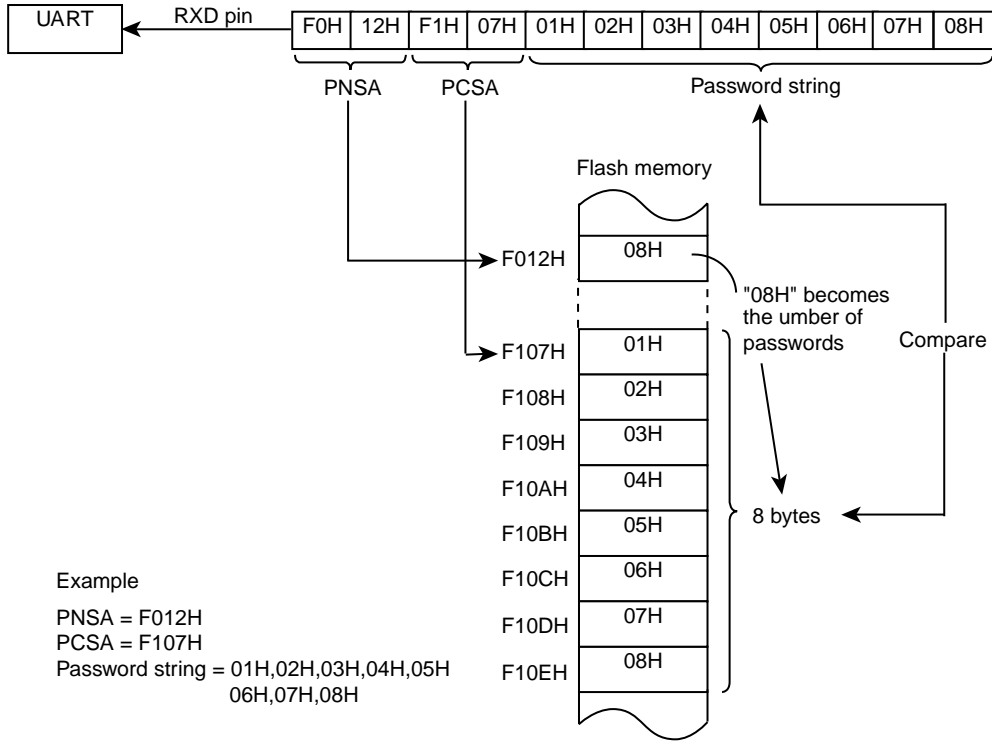 UART
RXD pin
F0H 12H F1H 07H 01H 02H 03H 04H 05H 06H 07H 08H
PNSA PCSA Password string
Flash memory
F012H 08H
"08H" becomes
the umber of
passwords
Compare
F107H 01H
F108H 02H
F109H 03H
F10AH 04H
F10BH 05H
8 bytes
F10CH 06H
F10DH 07H
F10EH 08H
Example
PNSA = F012H
PCSA = F107H
Password string = 01H,02H,03H,04H,05H
06H,07H,08H